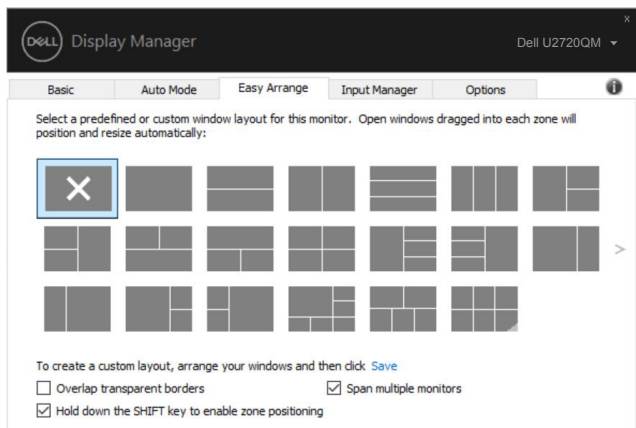 x
DELL Display Manager
Dell U2720QM
Basic Auto Mode Easy Arrange Input Manager Options
Select a predefined or custom window layout for this monitor. Open windows dragged into each zone will
position and resize automatically:
To create a custom layout, arrange your windows and then click Save
Overlap transparent borders
Span multiple monitors
Hold down the SHIFT key to enable zone positioning